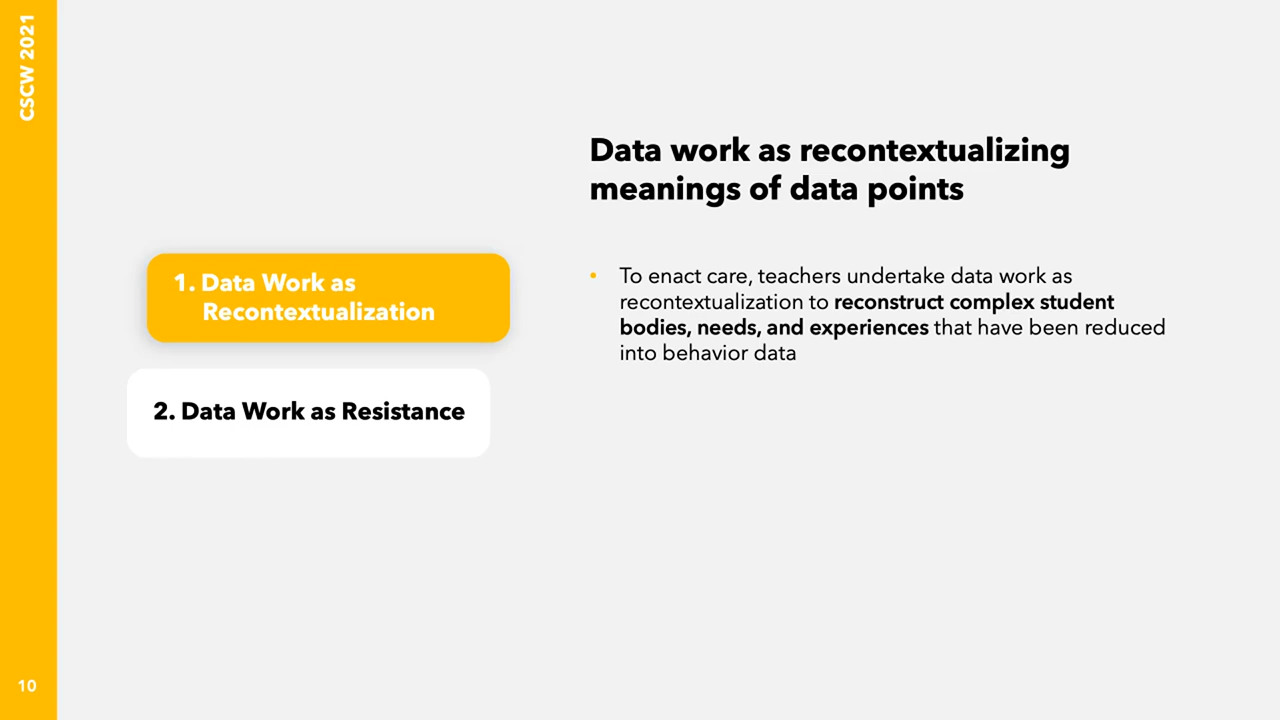 CSCW 2021
Data work as recontextualizing
meanings of data points
1. Data Work as
Recontextualization
2. Data Work as Resistance
• To enact care, teachers undertake data work as
recontextualization to reconstruct complex student
bodies, needs, and experiences that have been reduced
into behavior data
10